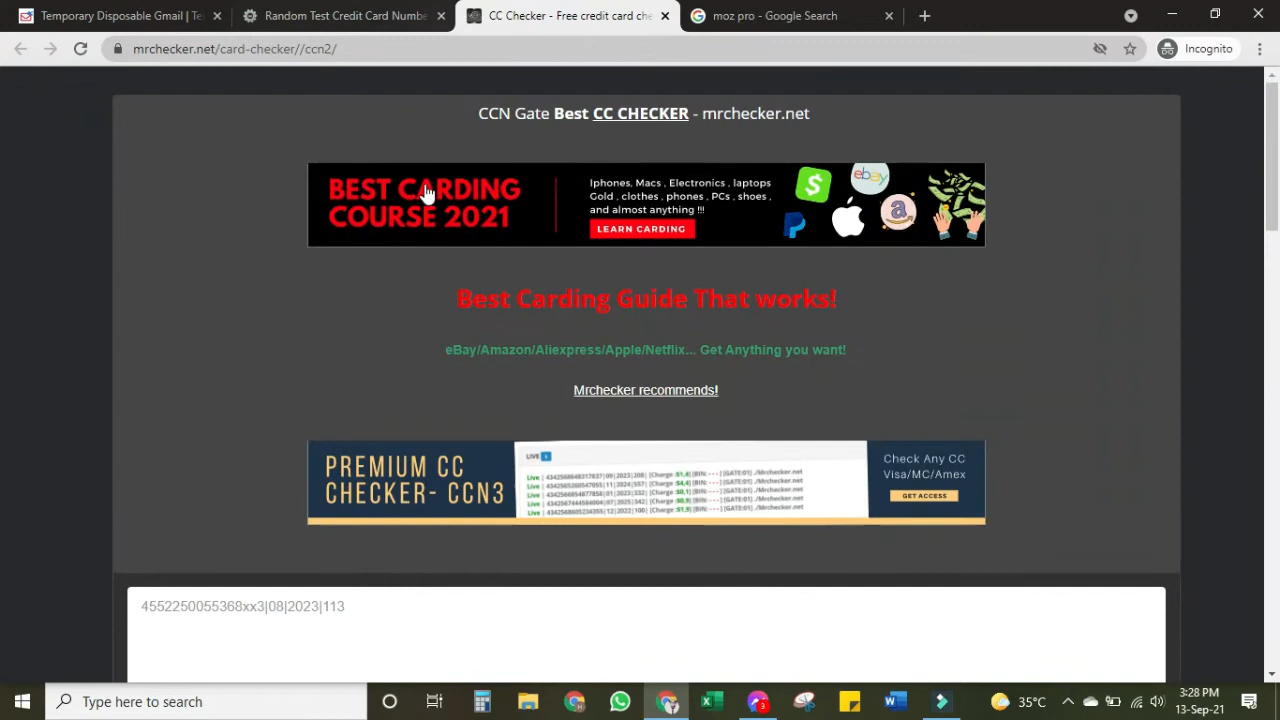 Temporary Disposable Gmail | T
Random Test Credit Card Numbe
CC Checker - Free credit card che
moz pro - Google Search
mrchecker.net/card-checker//ccn2/
Incognito
CCN Gate Best CC CHECKER - mrchecker.net
BEST CARDING
COURSE 2021
Iphones, Macs , Electronics , laptops
Gold , clothes , phones , PCs , shoes ,
and almost anything !!!
LEARN CARDING
ebay
Best Carding Guide That works!
eBay/Amazon/Aliexpress/Apple/Netflix... Get Anything you want!
Mrchecker recommends!
PREMIUM CC
CHECKER- CCN3
LIVE
Check Any CC
Visa/MC/Amex
GET ACCESS
4552250055368xx3|08|2023|113
Type here to search
35°C
3:28 PM
13-Sep-21